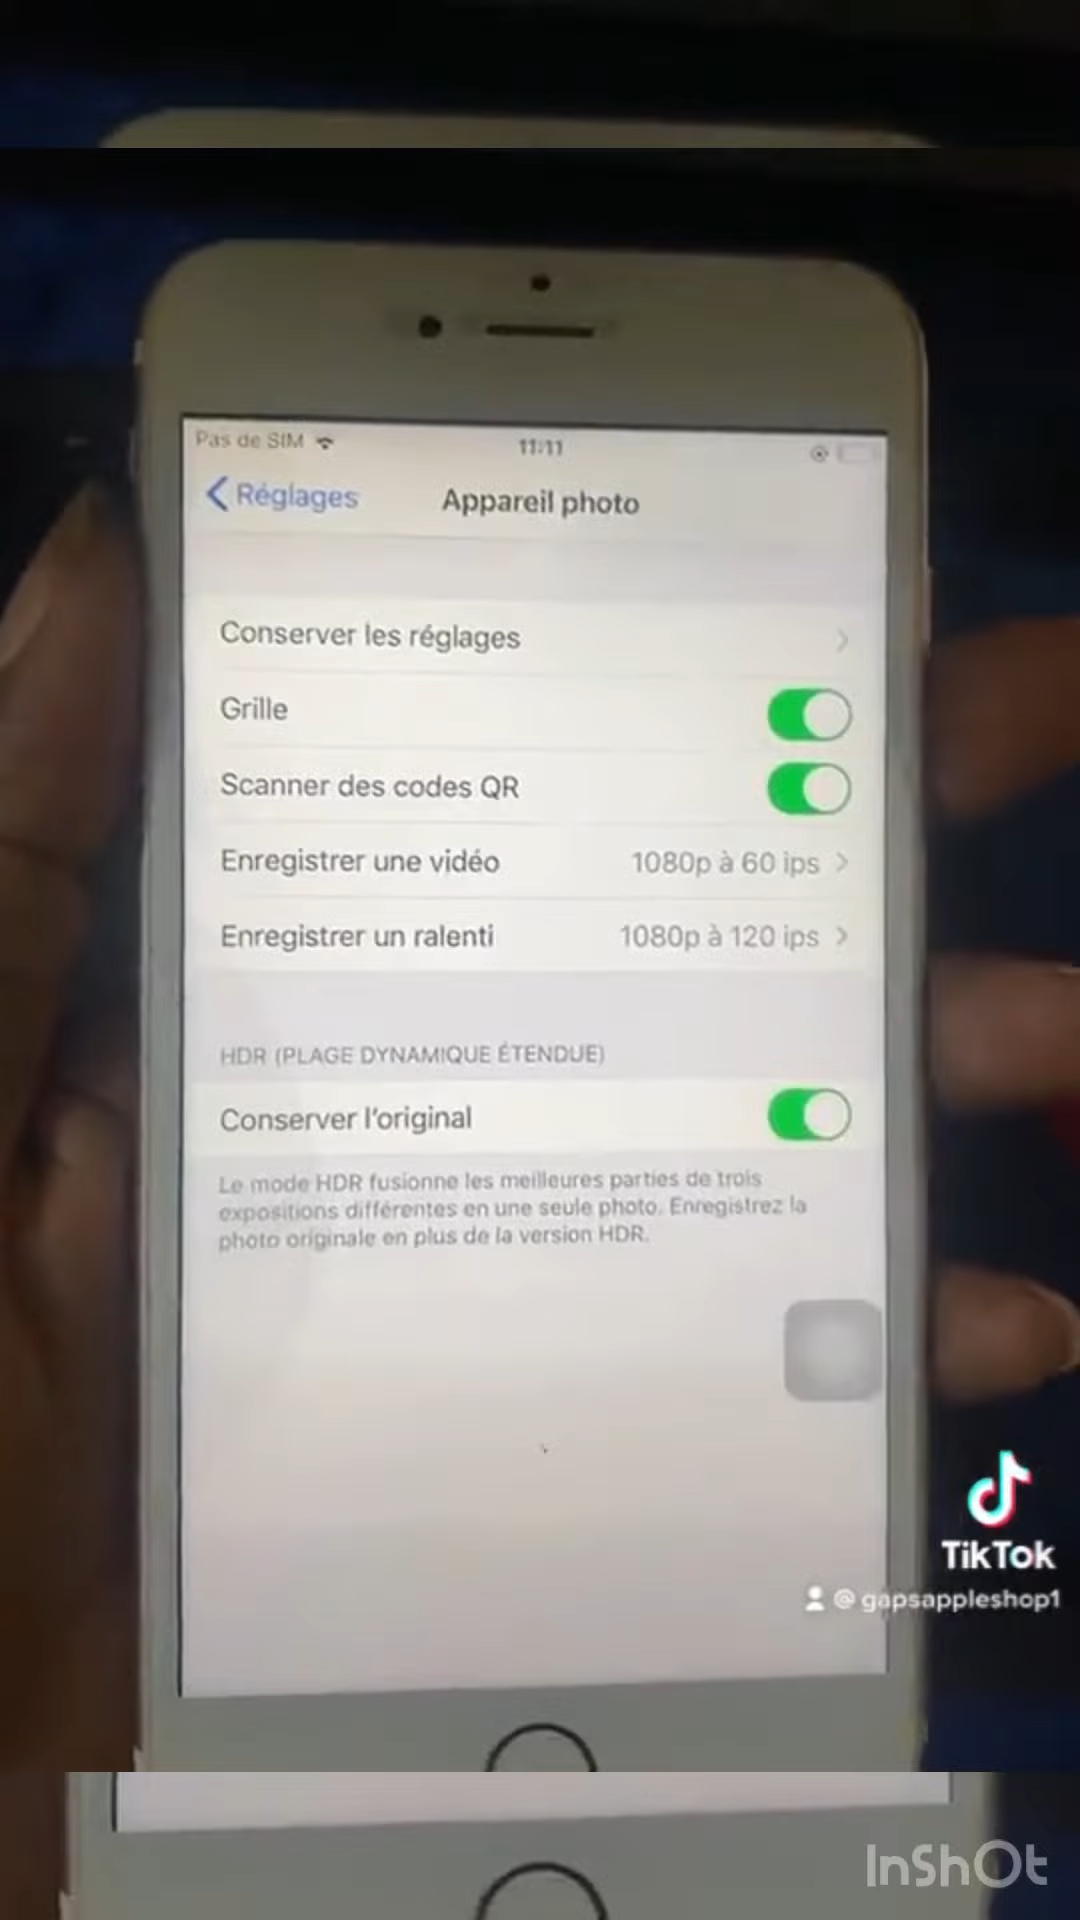 Pas de SIM
11:11
Réglages
Appareil photo
Conserver les réglages
Grille
Scanner des codes QR
Enregistrer une vidéo 1080p à 60 ips
Enregistrer un ralenti 1080p à 120 ips
HDR (PLAGE DYNAMIQUE ÉTENDUE)
Conserver l'original
Le mode HDR fusionne les meilleures parties de trois
expositions différentes en une seule photo. Enregistrez la
photo originale en plus de la version HDR.
TikTok
@ gapsappleshop1
InShOt